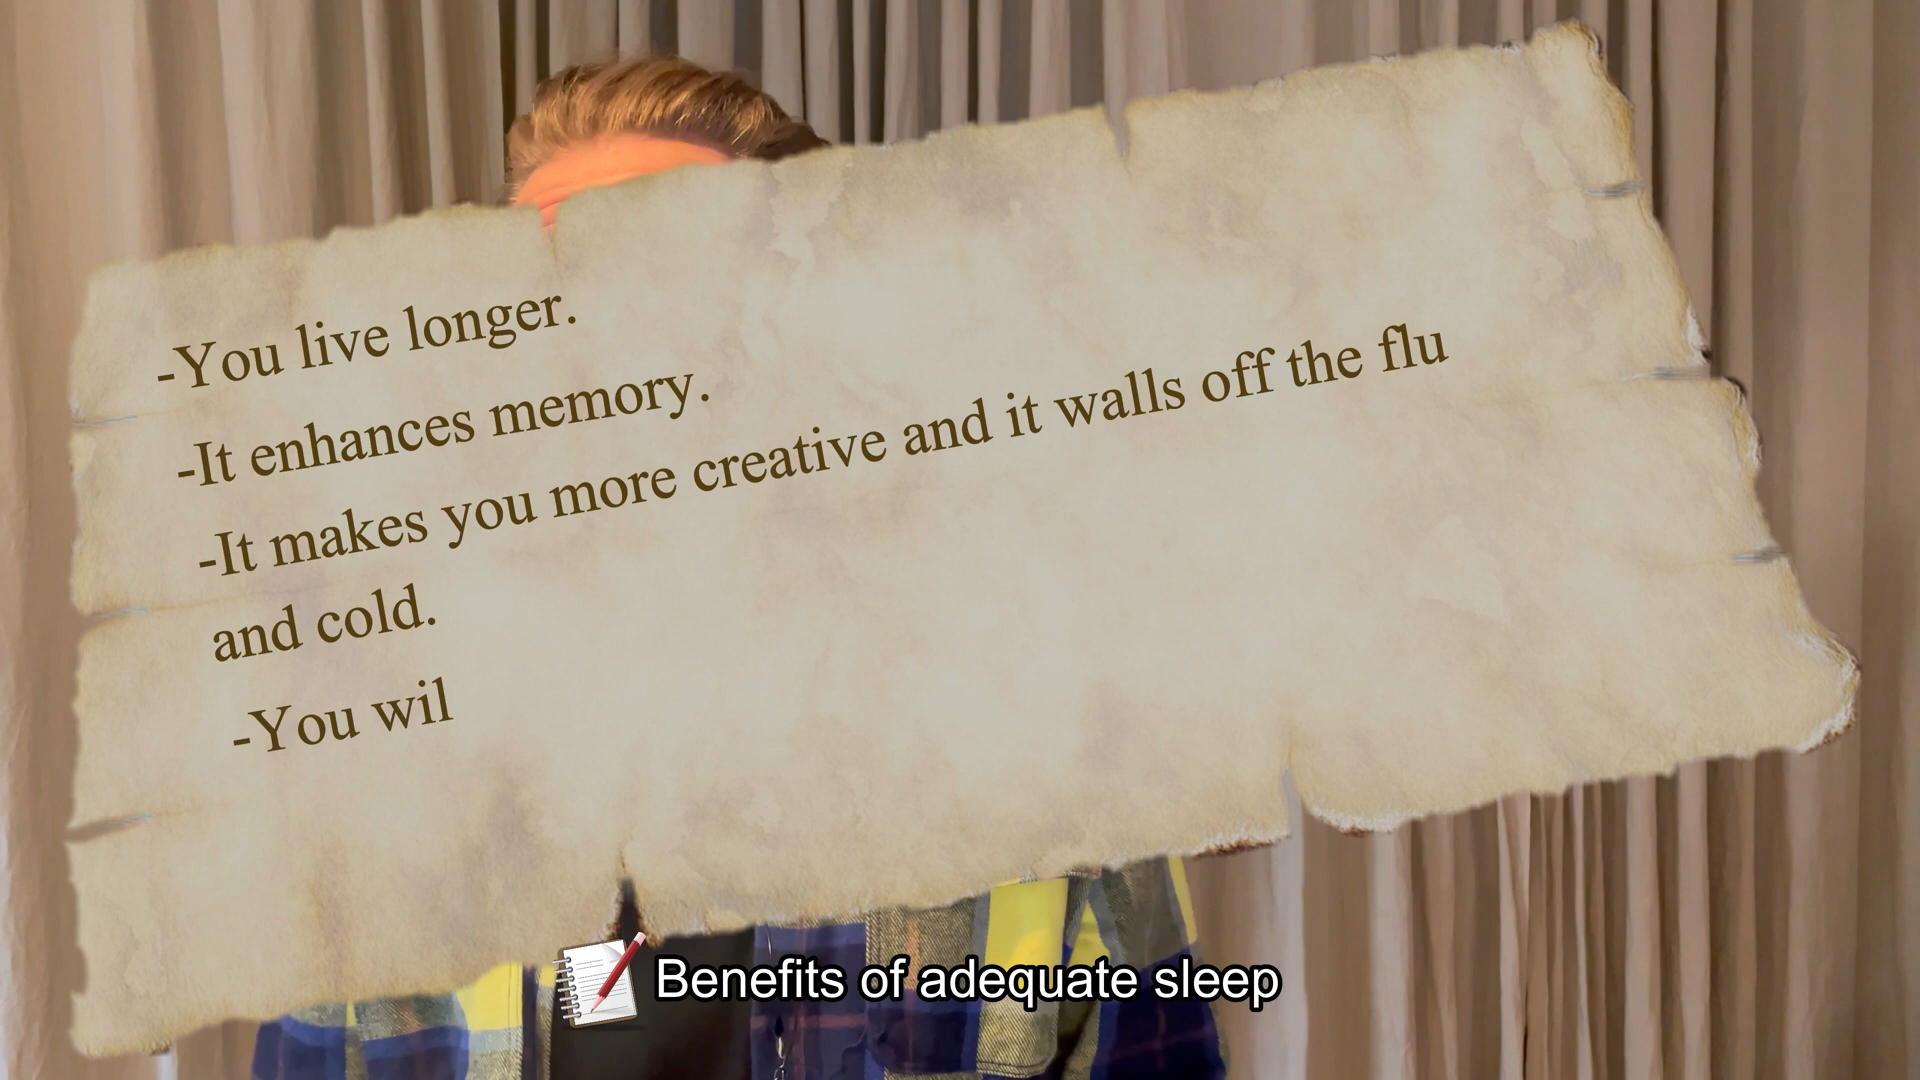 -You live longer.
-It enhances memory.
-It makes you more creative and it walls off the flu
and cold.
-You wil
Benefits of adequate sleep